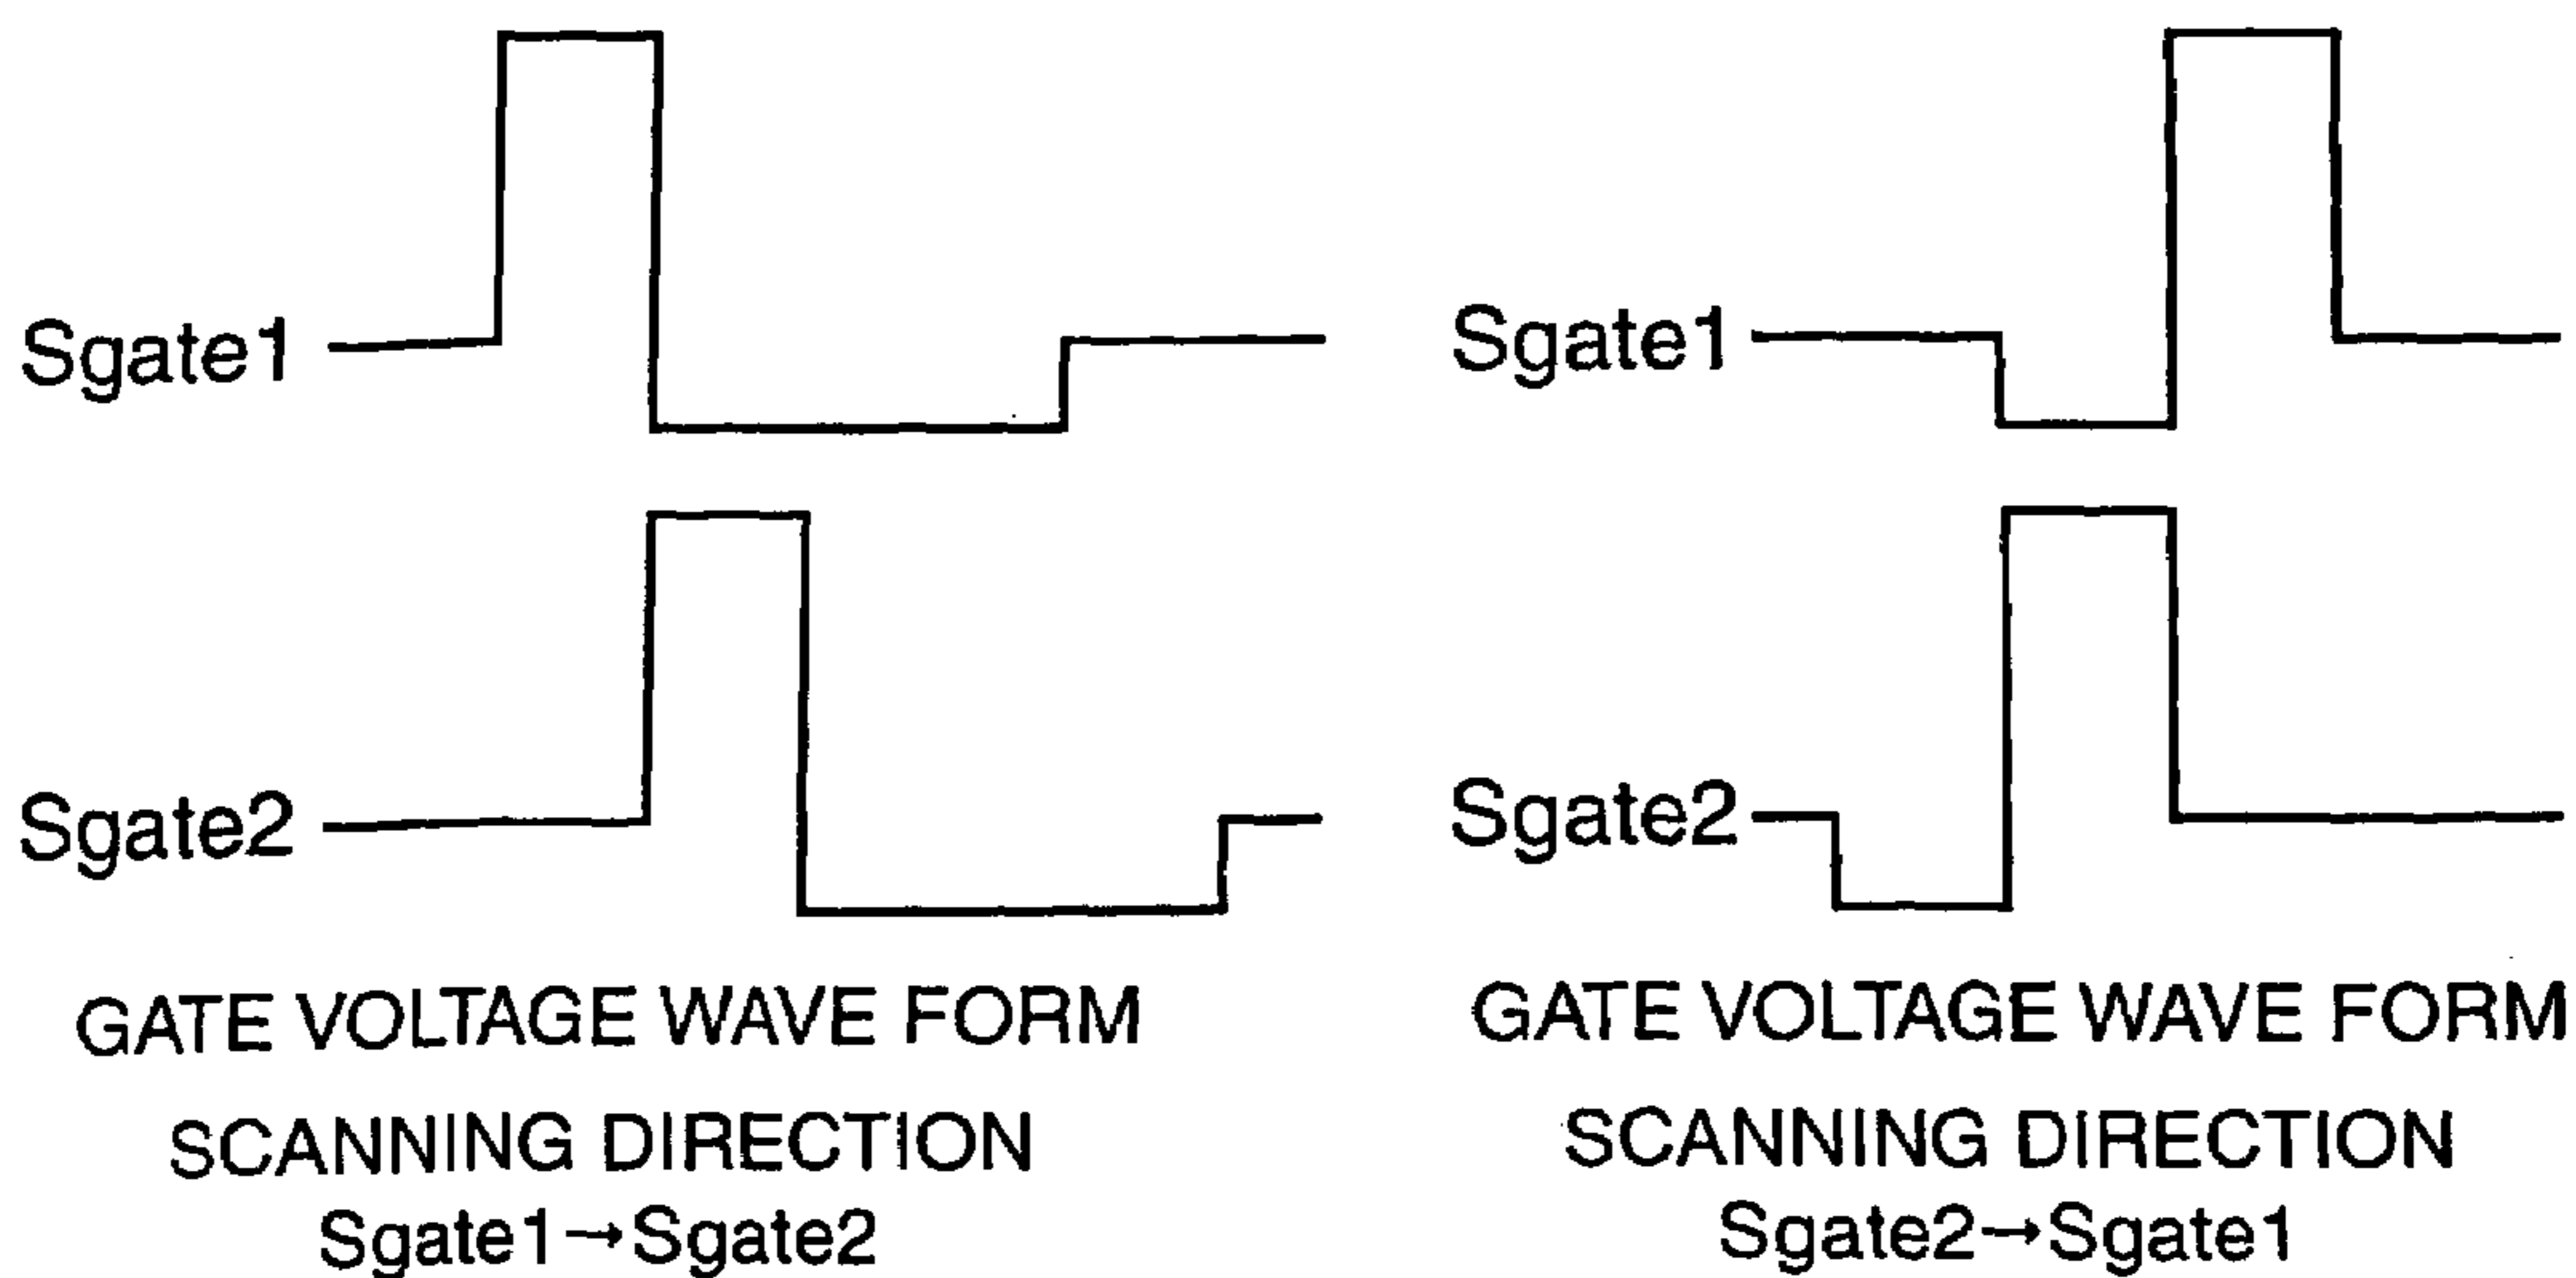 Sgate1
Sgate2
GATE VOLTAGE WAVE FORM
SCANNING DIRECTION
Sgate1→Sgate2
Sgate1
Sgate2
GATE VOLTAGE WAVE FORM
SCANNING DIRECTION
Sgate2→Sgate1